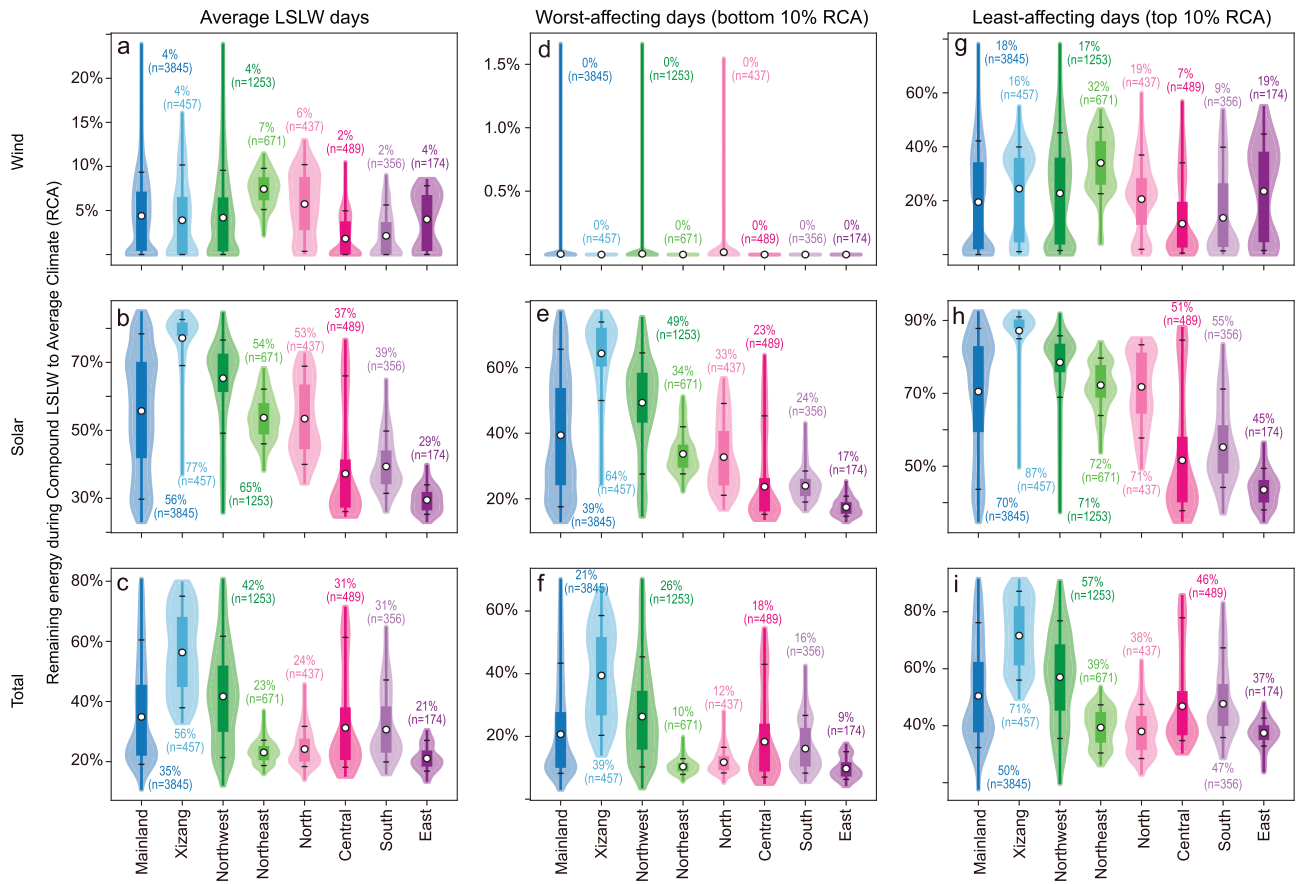 Average LSLW days
Worst-affecting days (bottom 10% RCA)
Least-affecting days (top 10% RCA)
Remaining energy during Compound LSLW to Average Climate (RCA)
Wind
a
20%
15%
10%
5%
4%
(n=3845)
4%
(n=457)
4%
(n=1253)
7%
(n=671)
6%
(n=437)
2%
(n=489)
2%
(n=356)
4%
(n=174)
d
1.5%
1.0%
0.5%
0%
(n=3845)
0%
(n=457)
0%
(n=1253)
0%
(n=671)
0%
(n=437)
0%
(n=489)
0%
(n=356)
0%
(n=174)
g
60%
40%
20%
18%
(n=3845)
16%
(n=457)
17%
(n=1253)
32%
(n=671)
19%
(n=437)
7%
(n=489)
9%
(n=356)
19%
(n=174)
Solar
b
70%
50%
30%
56%
(n=3845)
77%
(n=457)
65%
(n=1253)
54%
(n=671)
53%
(n=437)
37%
(n=489)
39%
(n=356)
29%
(n=174)
e
60%
40%
20%
39%
(n=3845)
64%
(n=457)
49%
(n=1253)
34%
(n=671)
33%
(n=437)
23%
(n=489)
24%
(n=356)
17%
(n=174)
h
90%
70%
50%
70%
(n=3845)
87%
(n=457)
71%
(n=1253)
72%
(n=671)
71%
(n=437)
51%
(n=489)
55%
(n=356)
45%
(n=174)
Total
c
80%
60%
40%
20%
35%
(n=3845)
56%
(n=457)
42%
(n=1253)
23%
(n=671)
24%
(n=437)
31%
(n=489)
31%
(n=356)
21%
(n=174)
f
60%
40%
20%
21%
(n=3845)
39%
(n=457)
26%
(n=1253)
10%
(n=671)
12%
(n=437)
18%
(n=489)
16%
(n=356)
9%
(n=174)
i
80%
60%
40%
50%
(n=3845)
71%
(n=457)
57%
(n=1253)
39%
(n=671)
38%
(n=437)
46%
(n=489)
47%
(n=356)
37%
(n=174)
Mainland
Xizang
Northwest
Northeast
North
Central
South
East
Mainland
Xizang
Northwest
Northeast
North
Central
South
East
Mainland
Xizang
Northwest
Northeast
North
Central
South
East